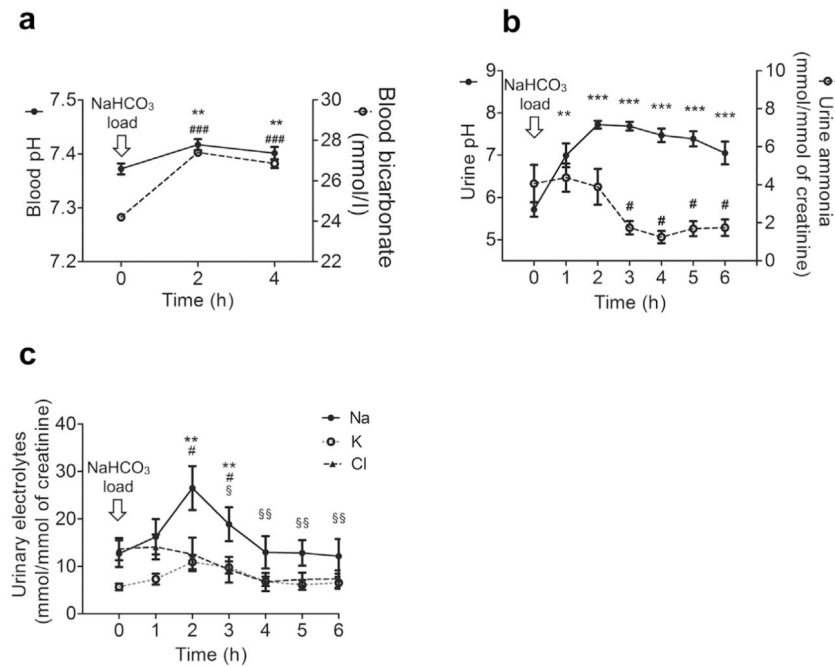 a
NaHCO₃
load
**
###
**
###
7.5
7.4
7.3
7.2
Blood pH
30
28
26
24
22
Blood bicarbonate
(mmol/l)
0
2
4
Time (h)
b
NaHCO₃
load
**
***
***
***
***
***
#
#
#
#
9
8
7
6
5
Urine pH
10
8
6
4
2
0
Urine ammonia
(mmol/mmol of creatinine)
0 1 2 3 4 5 6
Time (h)
c
Na
K
Cl
NaHCO₃
load
**
#
**
#
§
§§
§§
§§
40
30
20
10
0
Urinary electrolytes
(mmol/mmol of creatinine)
0 1 2 3 4 5 6
Time (h)